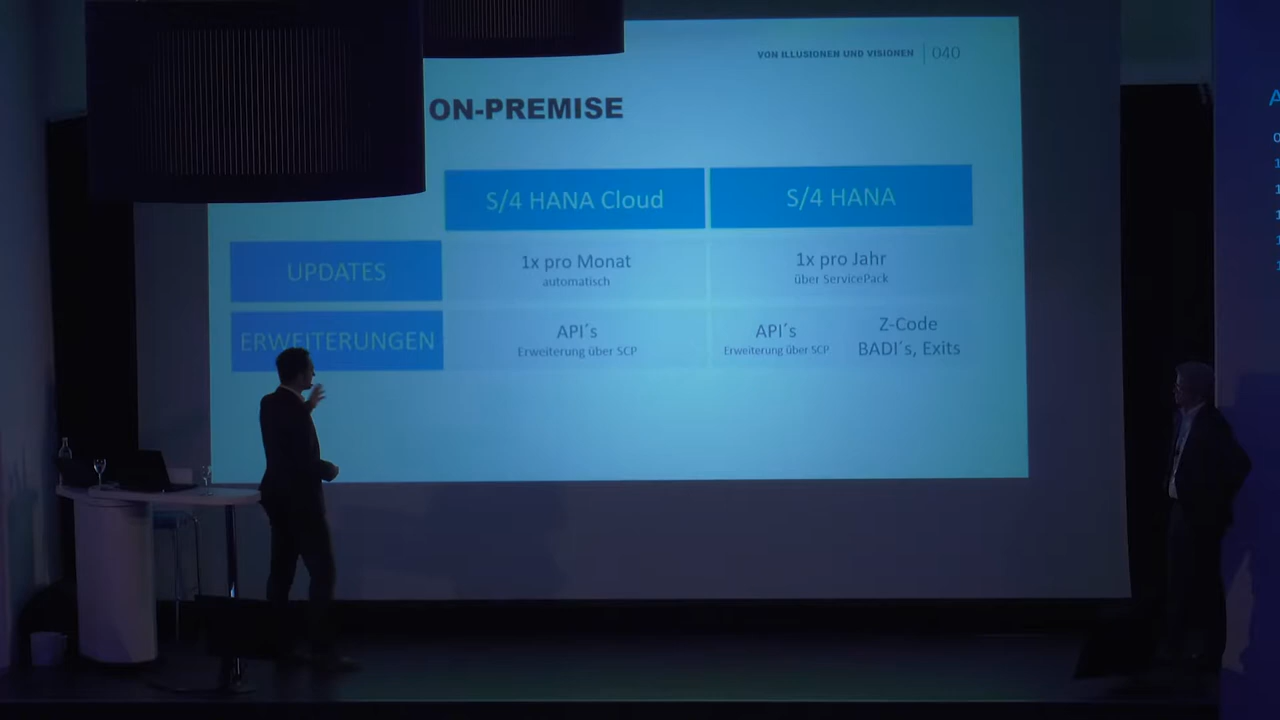 VON ILLUSIONEN UND VISIONEN | 040
ON-PREMISE
S/4 HANA Cloud
S/4 HANA
UPDATES
1x pro Monat
automatisch
1x pro Jahr
über ServicePack
ERWEITERUNGEN
API´s
Erweiterung über SCP
API´s
Erweiterung über SCP
Z-Code
BADI´s, Exits